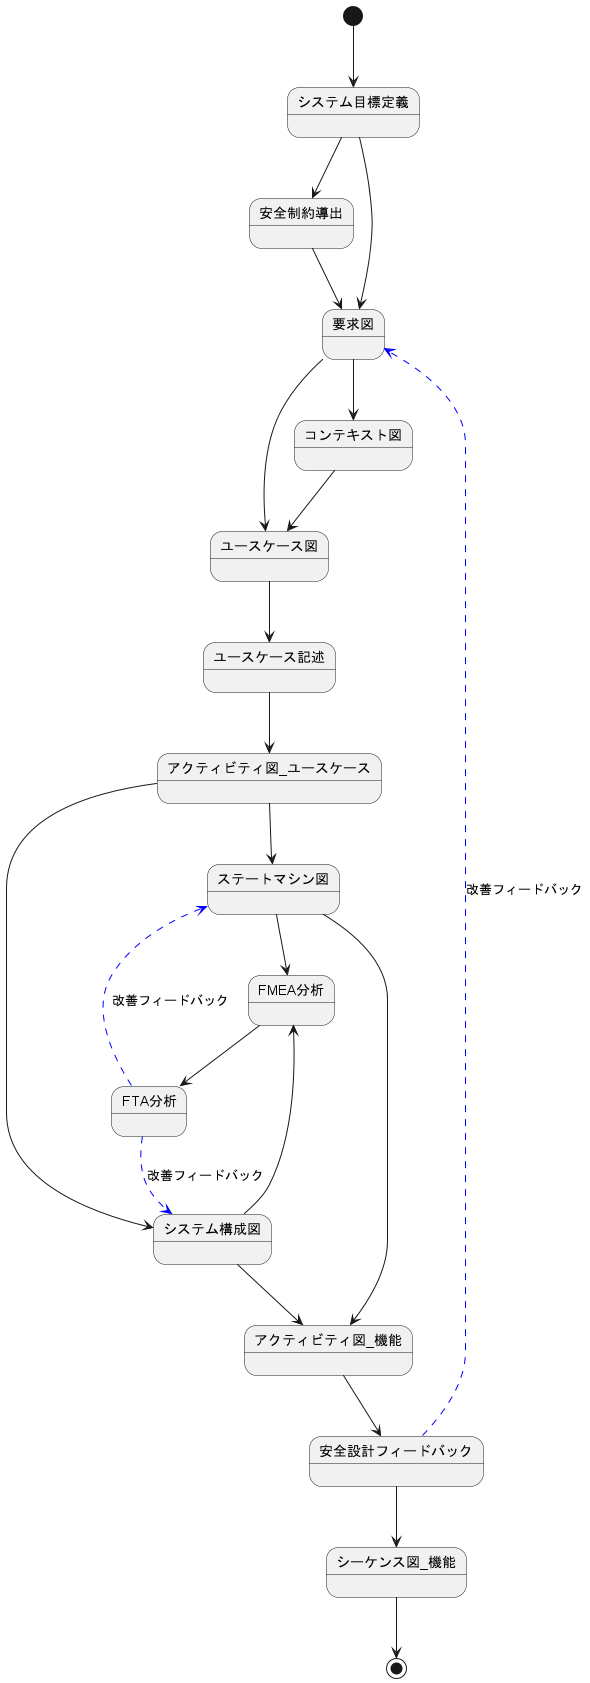 システム目標定義
安全制約導出
要求図
コンテキスト図
ユースケース図
ユースケース記述
アクティビティ図_ユースケース
ステートマシン図
改善フィードバック
FMEA分析
改善フィードバック
FTA分析
改善フィードバック
システム構成図
アクティビティ図_機能
安全設計フィードバック
シーケンス図_機能